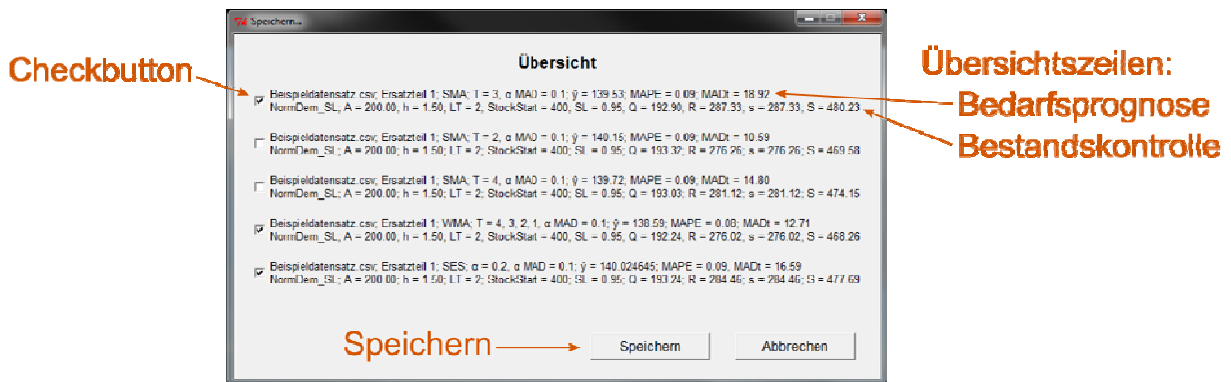 Speichern...
Übersicht
Checkbutton
Übersichtszeilen:
Beispieldatensatz.csv; Ersatzteil 1; SMA; T = 3, α MAD = 0.1; ŷ = 139.53; MAPE = 0.09; MADt = 18.92
Bedarfsprognose
NormDem_SL; A = 200.00; h = 1.50; LT = 2; StockStart = 400; SL = 0.95; Q = 192.90; R = 287.33; s = 287.33; S = 480.23
Bestandskontrolle
Beispieldatensatz.csv; Ersatzteil 1; SMA; T = 2, α MAD = 0.1; ŷ = 140.15; MAPE = 0.09; MADt = 10.59
NormDem_SL; A = 200.00; h = 1.50; LT = 2; StockStart = 400; SL = 0.95; Q = 193.32; R = 276.26; s = 276.26; S = 469.58
Beispieldatensatz.csv; Ersatzteil 1; SMA; T = 4, α MAD = 0.1; ŷ = 139.72; MAPE = 0.09; MADt = 14.80
NormDem_SL; A = 200.00; h = 1.50; LT = 2; StockStart = 400; SL = 0.95; Q = 193.03; R = 281.12; s = 281.12; S = 474.15
Beispieldatensatz.csv; Ersatzteil 1; WMA; T = 4, 3, 2, 1, α MAD = 0.1; ŷ = 138.59; MAPE = 0.08; MADt = 12.71
NormDem_SL; A = 200.00; h = 1.50; LT = 2; StockStart = 400; SL = 0.95; Q = 192.24; R = 276.02; s = 276.02; S = 468.26
Beispieldatensatz.csv; Ersatzteil 1; SES; α = 0.2, α MAD = 0.1; ŷ = 140.024645; MAPE = 0.09; MADt = 16.59
NormDem_SL; A = 200.00; h = 1.50; LT = 2; StockStart = 400; SL = 0.95; Q = 193.24; R = 284.46; s = 284.46; S = 477.69
Speichern
Speichern
Abbrechen